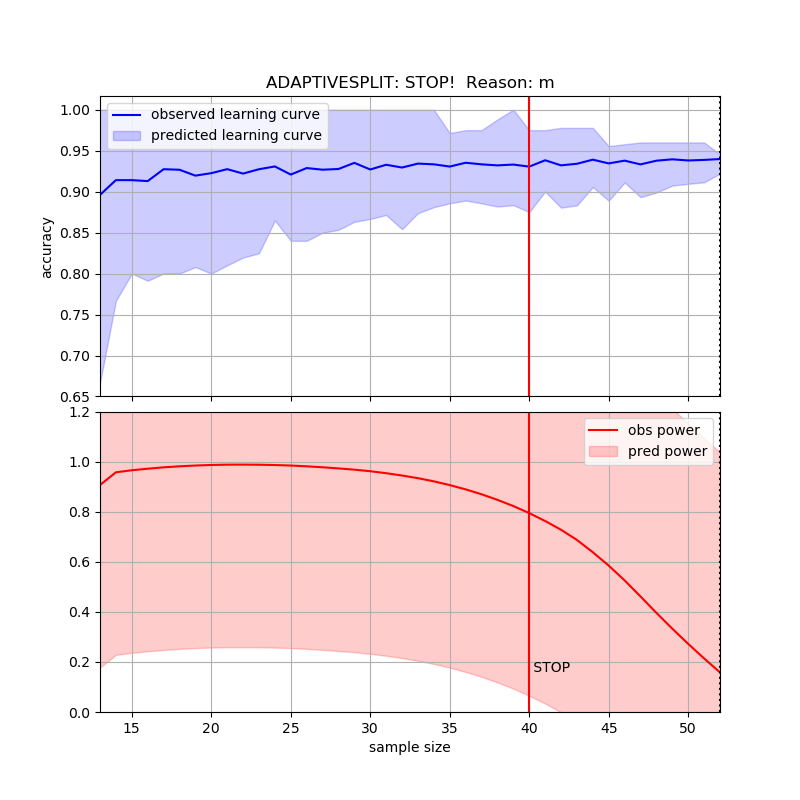 ADAPTIVESPLIT: STOP!  Reason: m
observed learning curve
predicted learning curve
1.00
0.95
0.90
0.85
0.80
0.75
0.70
0.65
accuracy
obs power
pred power
1.2
1.0
0.8
0.6
0.4
0.2
0.0
STOP
15 20 25 30 35 40 45 50
sample size